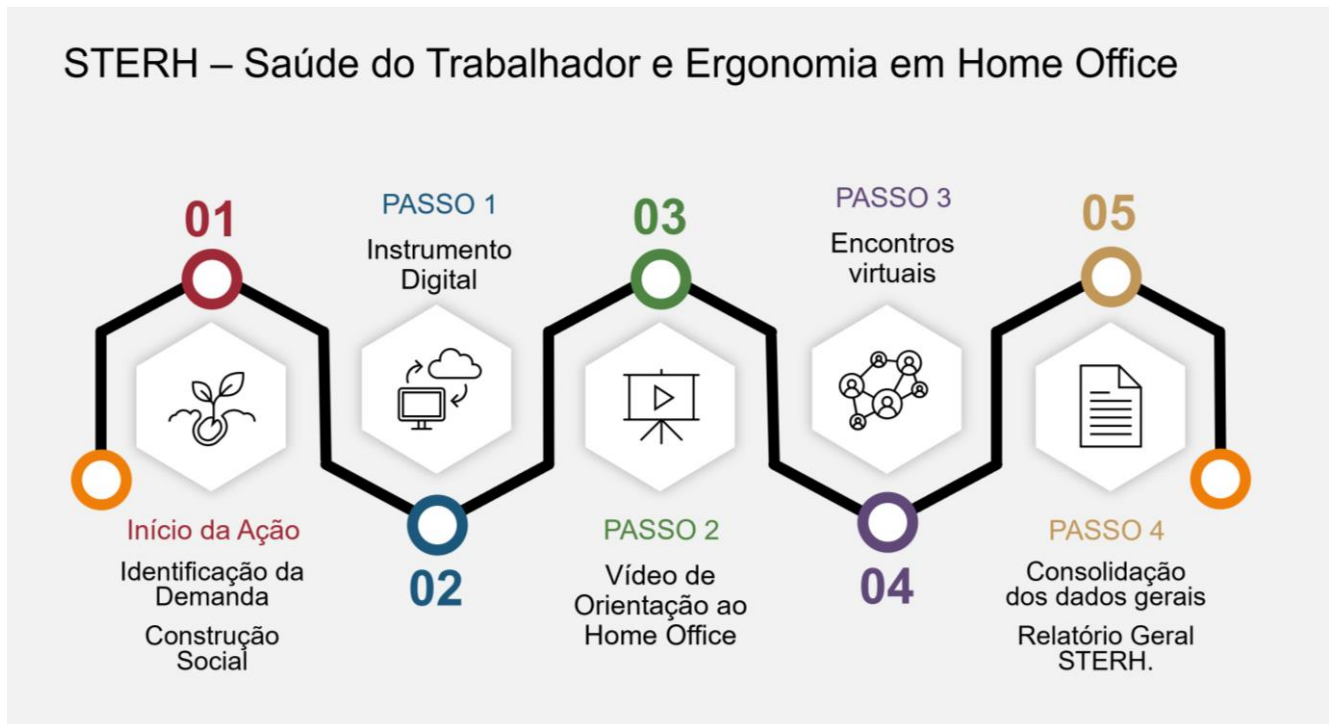 STERH – Saúde do Trabalhador e Ergonomia em Home Office
01
Início da Ação
Identificação da
Demanda
Construção
Social
PASSO 1
Instrumento
Digital
02
03
PASSO 2
Vídeo de
Orientação ao
Home Office
PASSO 3
Encontros
virtuais
04
05
PASSO 4
Consolidação
dos dados gerais
Relatório Geral
STERH.